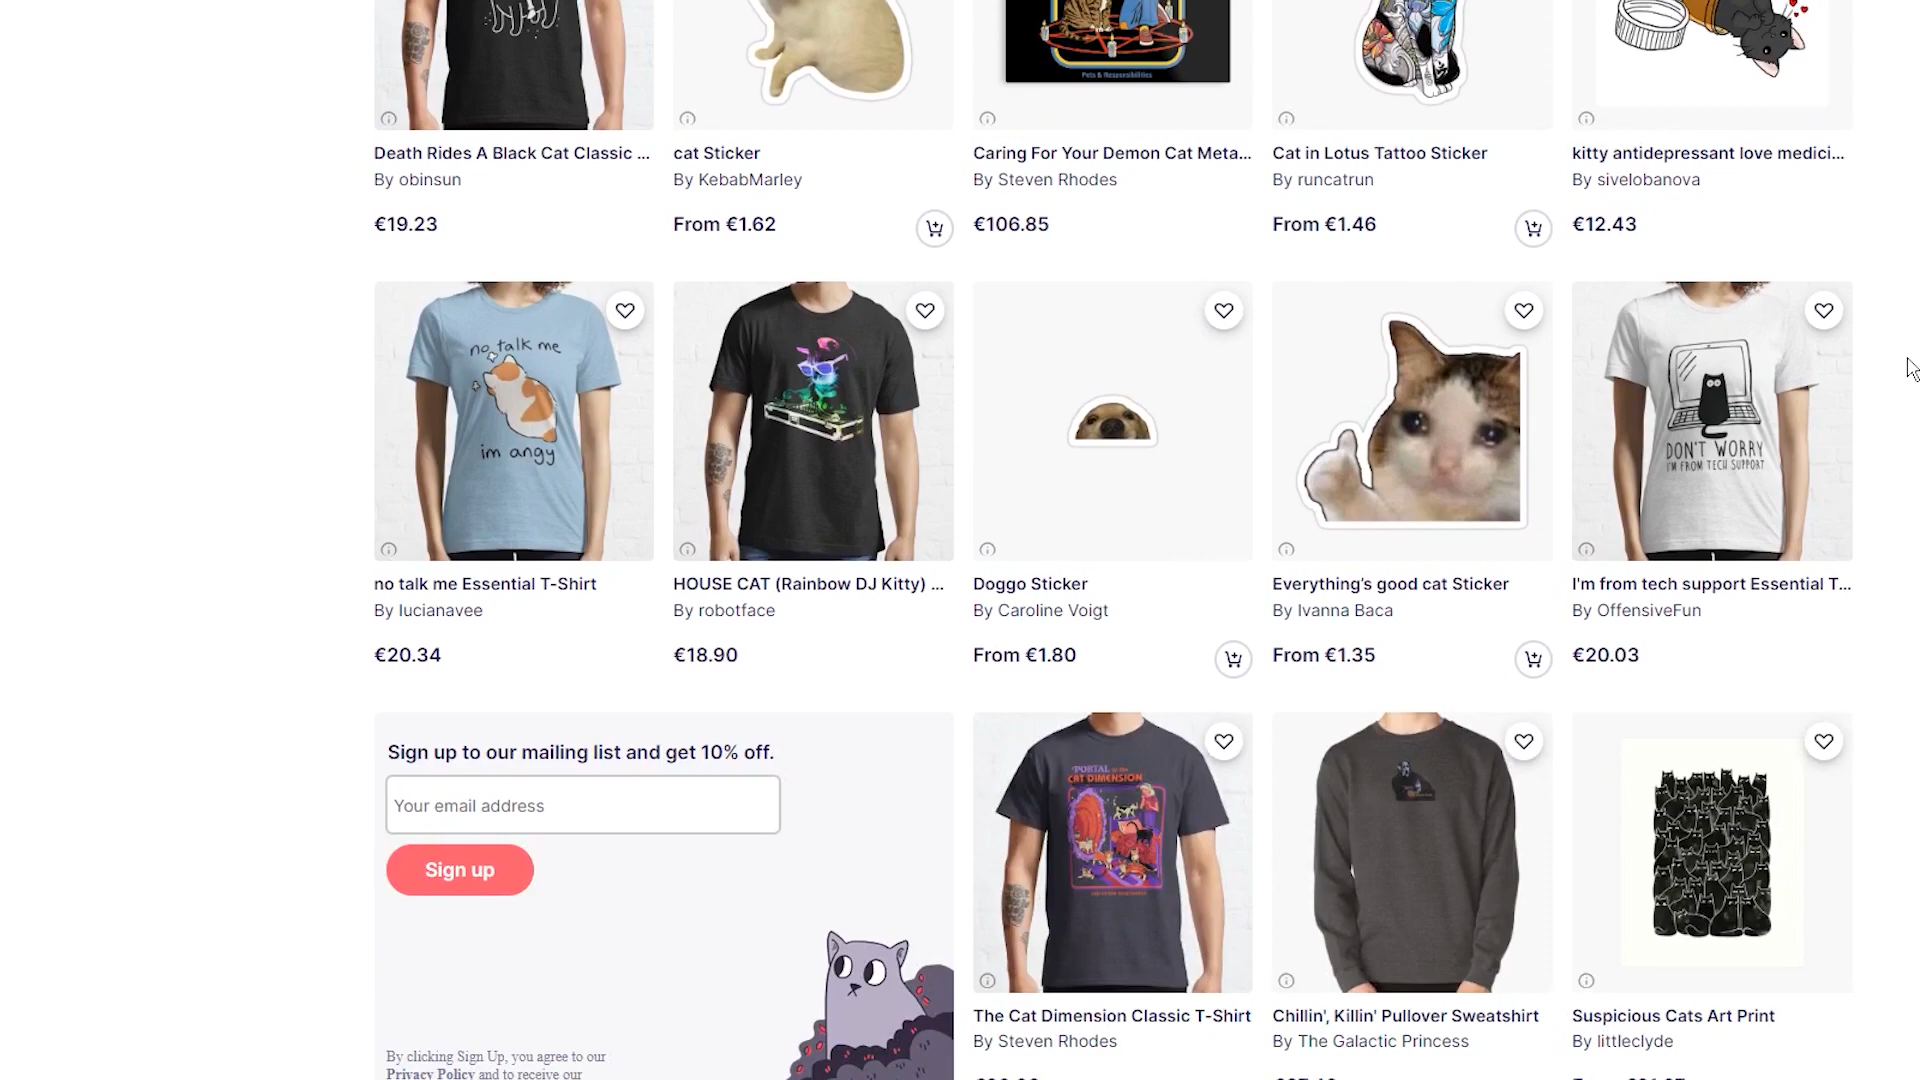 Pets & Responsibilities
Death Rides A Black Cat Classic ...
By obinsun
€19.23
cat Sticker
By KebabMarley
From €1.62
Caring For Your Demon Cat Meta...
By Steven Rhodes
€106.85
Cat in Lotus Tattoo Sticker
By runcatrun
From €1.46
kitty antidepressant love medici...
By sivelobanova
€12.43
no talk me
im angy
DON'T WORRY
I'M FROM TECH SUPPORT
no talk me Essential T-Shirt
By lucianavee
€20.34
HOUSE CAT (Rainbow DJ Kitty) ...
By robotface
€18.90
Doggo Sticker
By Caroline Voigt
From €1.80
Everything's good cat Sticker
By Ivanna Baca
From €1.35
I'm from tech support Essential T...
By OffensiveFun
€20.03
Sign up to our mailing list and get 10% off.
Your email address
Sign up
By clicking Sign Up, you agree to our
Privacy Policy and to receive our
PORTAL to the
CAT DIMENSION
The Cat Dimension Classic T-Shirt
By Steven Rhodes
Chillin', Killin' Pullover Sweatshirt
By The Galactic Princess
Suspicious Cats Art Print
By littleclyde